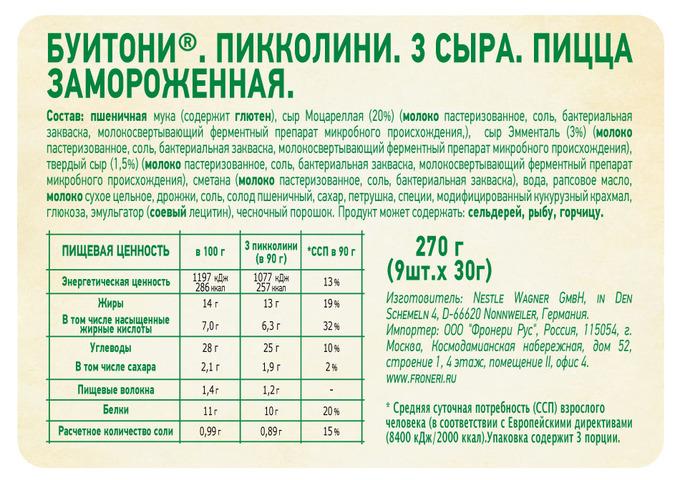 БУИТОНИ®. ПИККОЛИНИ. 3 СЫРА. ПИЦЦА
ЗАМОРОЖЕННАЯ.
Состав: пшеничная мука (содержит глютен), сыр Моцареллая (20%) (молоко пастеризованное, соль, бактериальная
закваска, молокосвертывающий ферментный препарат микробного происхождения,), сыр Эмменталь (3%) (молоко
пастеризованное, соль, бактериальная закваска, молокосвертывающий ферментный препарат микробного происхождения),
твердый сыр (1,5%) (молоко пастеризованное, соль, бактериальная закваска, молокосвертывающий ферментный препарат
микробного происхождения), сметана (молоко пастеризованное, соль, бактериальная закваска), вода, рапсовое масло,
молоко сухое цельное, дрожжи, соль, солод пшеничный, сахар, петрушка, специи, модифицированный кукурузный крахмал,
глюкоза, эмульгатор (соевый лецитин), чесночный порошок. Продукт может содержать: сельдерей, рыбу, горчицу.
ПИЩЕВАЯ ЦЕННОСТЬ в 100 г 3 пикколини (в 90 г) *ССП в 90 г
Энергетическая ценность 1197 кДж 286 ккал 1077 кДж 257 ккал 13%
Жиры 14 г 13 г 19%
В том числе насыщенные жирные кислоты 7,0 г 6,3 г 32%
Углеводы 28 г 25 г 10%
В том числе сахара 2,1 г 1,9 г 2%
Пищевые волокна 1,4 г 1,2 г -
Белки 11 г 10 г 20%
Расчетное количество соли 0,99 г 0,89 г 15%
270 г
(9шт.х 30г)
Изготовитель: NESTLE WAGNER GMBH, IN DEN
SCHEMELN 4, D-66620 NONNWEILER, Германия.
Импортер: ООО "Фронери Рус", Россия, 115054, г.
Москва, Космодамианская набережная, дом 52,
строение 1, 4 этаж, помещение II, офис 4.
WWW.FRONERI.RU
* Средняя суточная потребность (ССП) взрослого
человека (в соответствии с Европейскими директивами
(8400 кДж/2000 ккал).Упаковка содержит 3 порции.